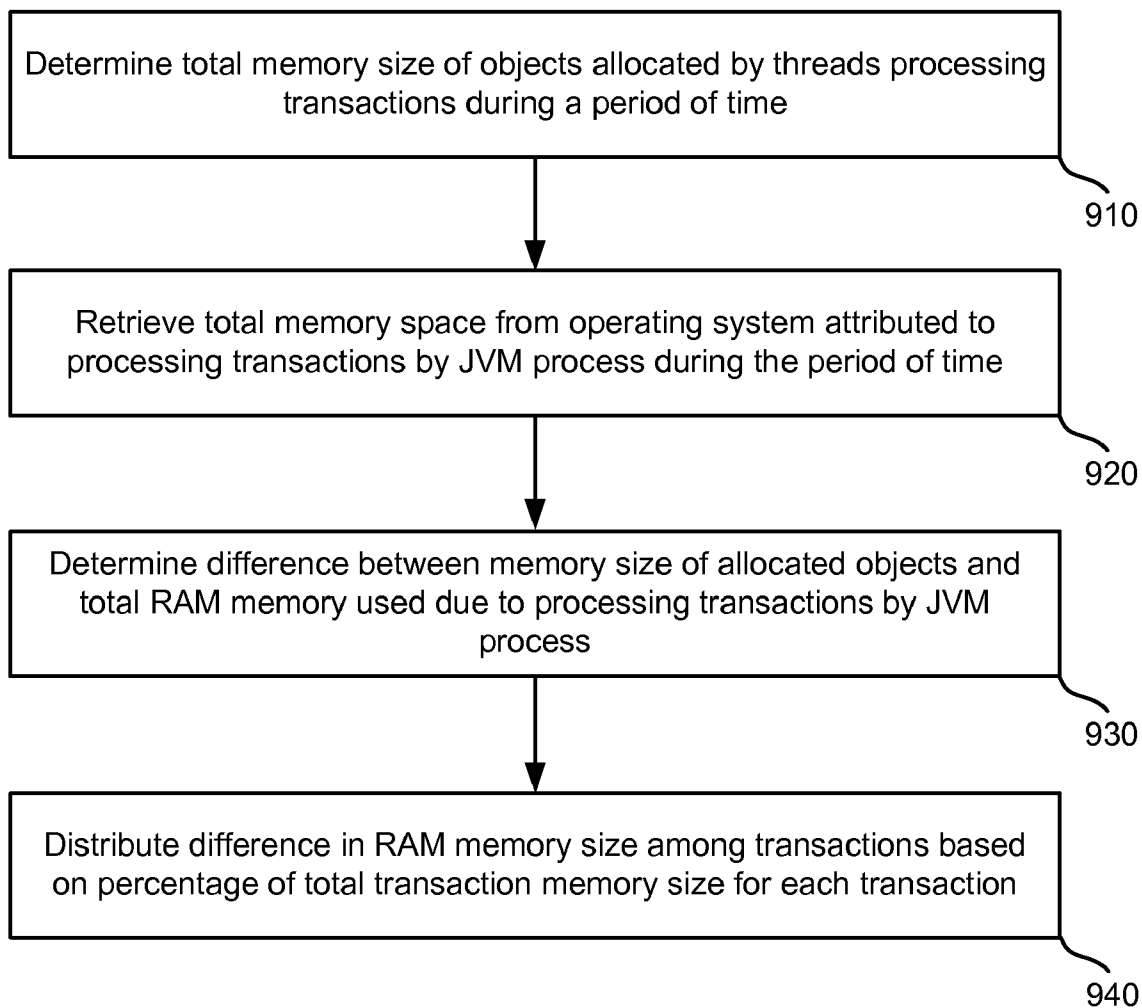 Determine total memory size of objects allocated by threads processing
transactions during a period of time
910
Retrieve total memory space from operating system attributed to
processing transactions by JVM process during the period of time
920
Determine difference between memory size of allocated objects and
total RAM memory used due to processing transactions by JVM
process
930
Distribute difference in RAM memory size among transactions based
on percentage of total transaction memory size for each transaction
940